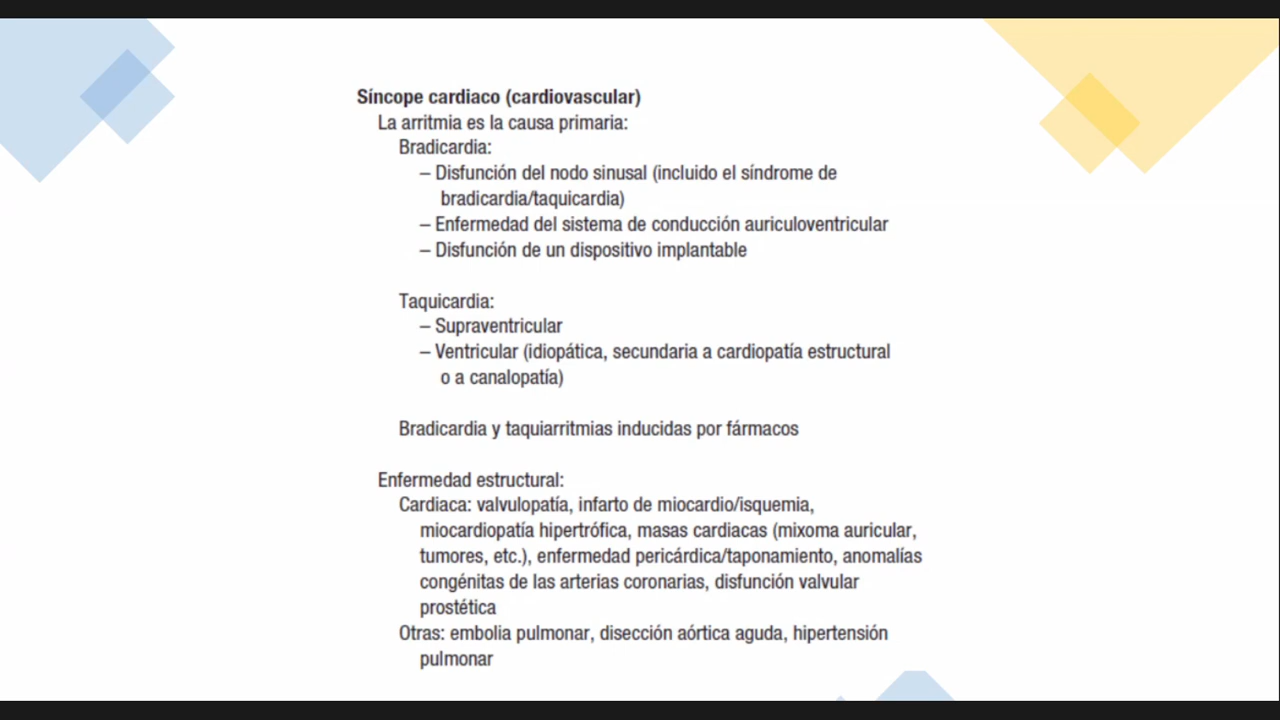 Síncope cardiaco (cardiovascular)
La arritmia es la causa primaria:
Bradicardia:
– Disfunción del nodo sinusal (incluido el síndrome de
bradicardia/taquicardia)
– Enfermedad del sistema de conducción auriculoventricular
– Disfunción de un dispositivo implantable
Taquicardia:
– Supraventricular
– Ventricular (idiopática, secundaria a cardiopatía estructural
o a canalopatía)
Bradicardia y taquiarritmias inducidas por fármacos
Enfermedad estructural:
Cardiaca: valvulopatía, infarto de miocardio/isquemia,
miocardiopatía hipertrófica, masas cardiacas (mixoma auricular,
tumores, etc.), enfermedad pericárdica/taponamiento, anomalías
congénitas de las arterias coronarias, disfunción valvular
prostética
Otras: embolia pulmonar, disección aórtica aguda, hipertensión
pulmonar